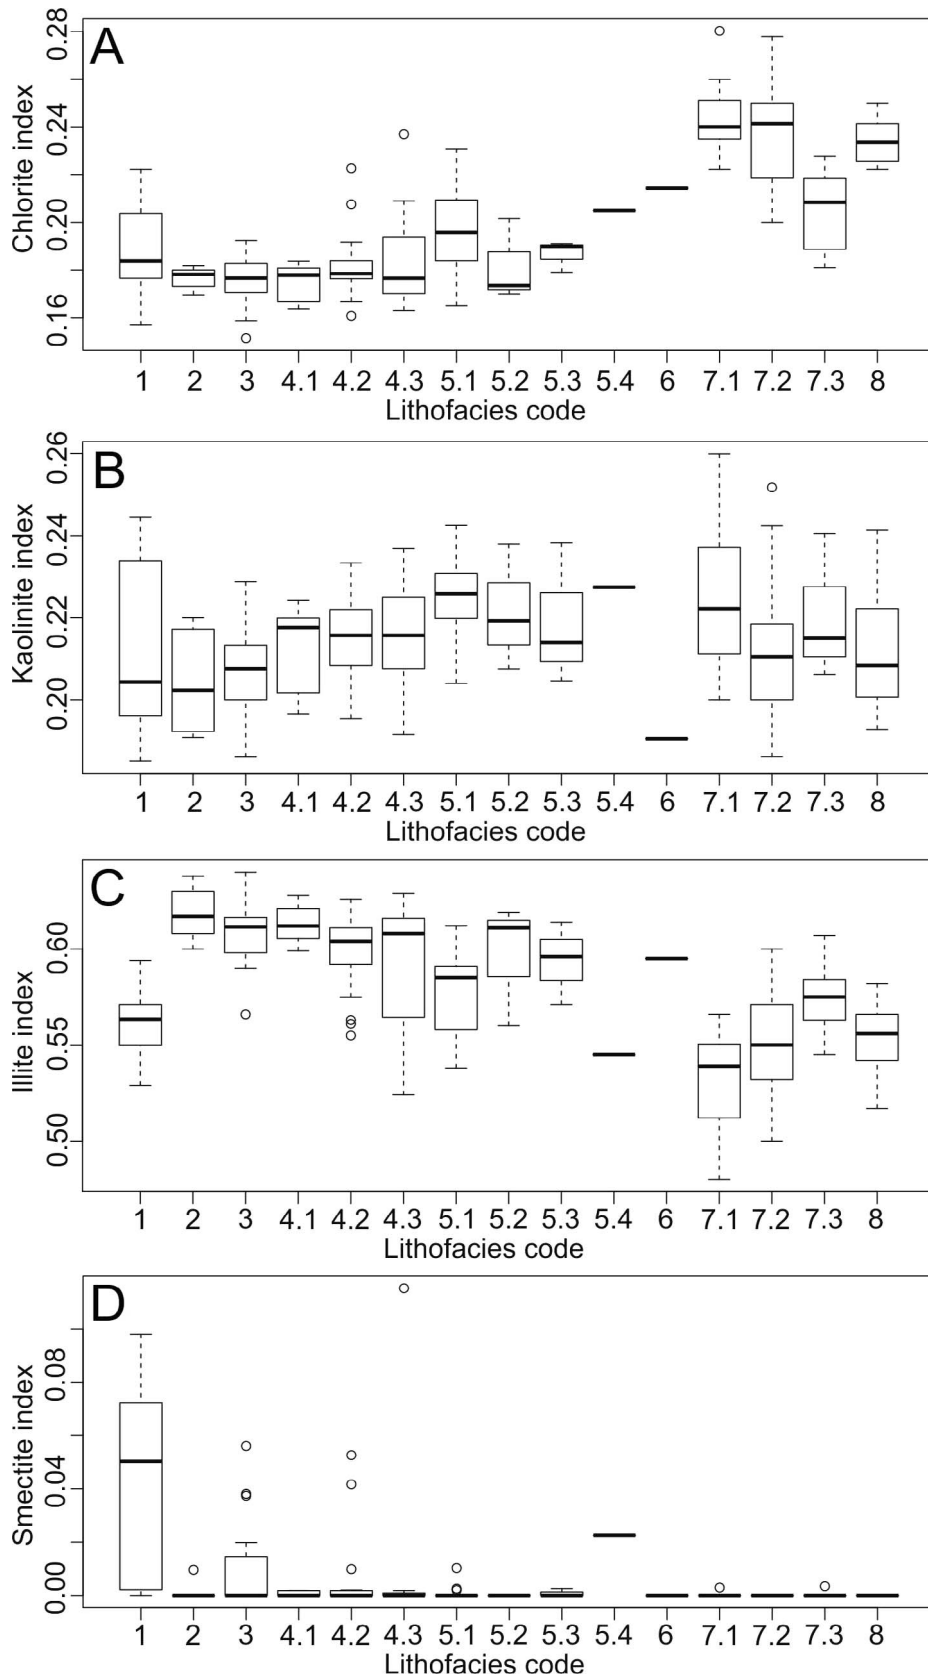 A
Chlorite index
0.28
0.24
0.20
0.16
1 2 3 4.1 4.2 4.3 5.1 5.2 5.3 5.4 6 7.1 7.2 7.3 8
Lithofacies code
B
Kaolinite index
0.26
0.24
0.22
0.20
1 2 3 4.1 4.2 4.3 5.1 5.2 5.3 5.4 6 7.1 7.2 7.3 8
Lithofacies code
C
Illite index
0.60
0.55
0.50
1 2 3 4.1 4.2 4.3 5.1 5.2 5.3 5.4 6 7.1 7.2 7.3 8
Lithofacies code
D
Smectite index
0.08
0.04
0.00
1 2 3 4.1 4.2 4.3 5.1 5.2 5.3 5.4 6 7.1 7.2 7.3 8
Lithofacies code